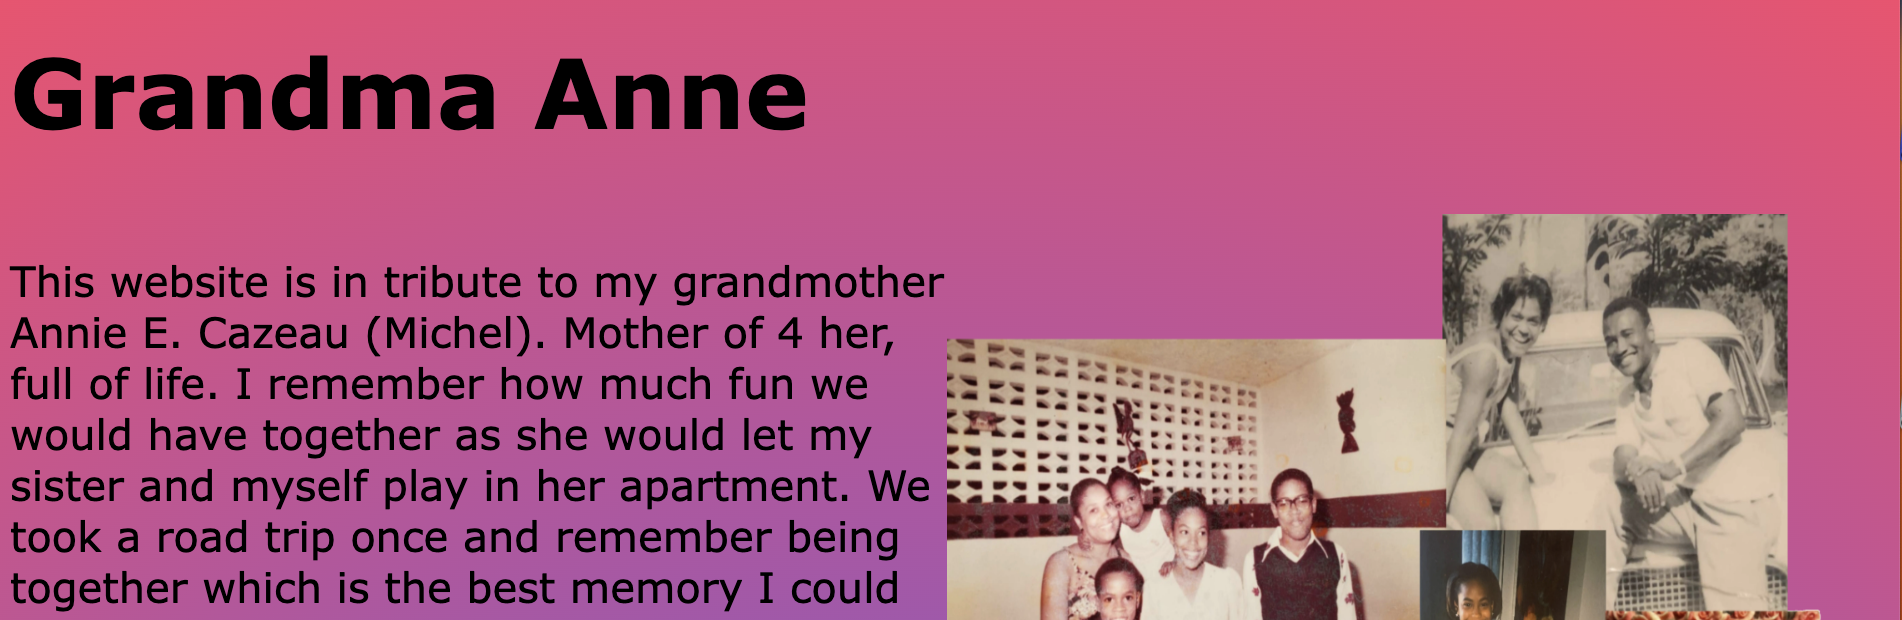 Grandma Anne
This website is in tribute to my grandmother
Annie E. Cazeau (Michel). Mother of 4 her,
full of life. I remember how much fun we
would have together as she would let my
sister and myself play in her apartment. We
took a road trip once and remember being
together which is the best memory I could